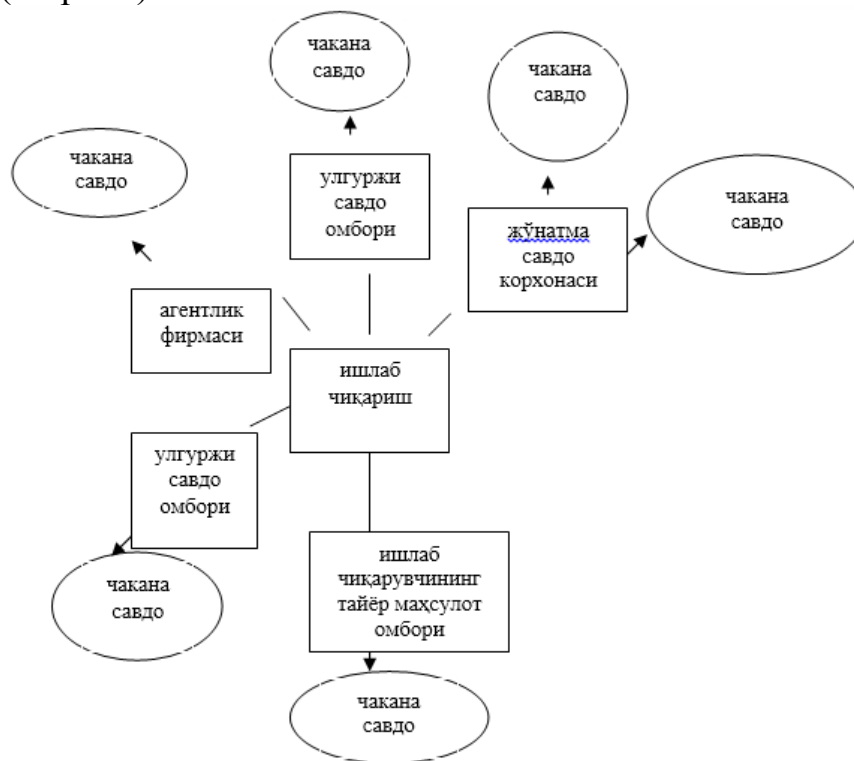 чакана
савдо
чакана
савдо
чакана
савдо
улгуржи
савдо
омбори
чакана
савдо
жўнатма
савдо
корхонаси
агентлик
фирмаси
ишлаб
чиқариш
улгуржи
савдо
омбори
ишлаб
чиқарувчининг
тайёр маҳсулот
омбори
чакана
савдо
чакана
савдо